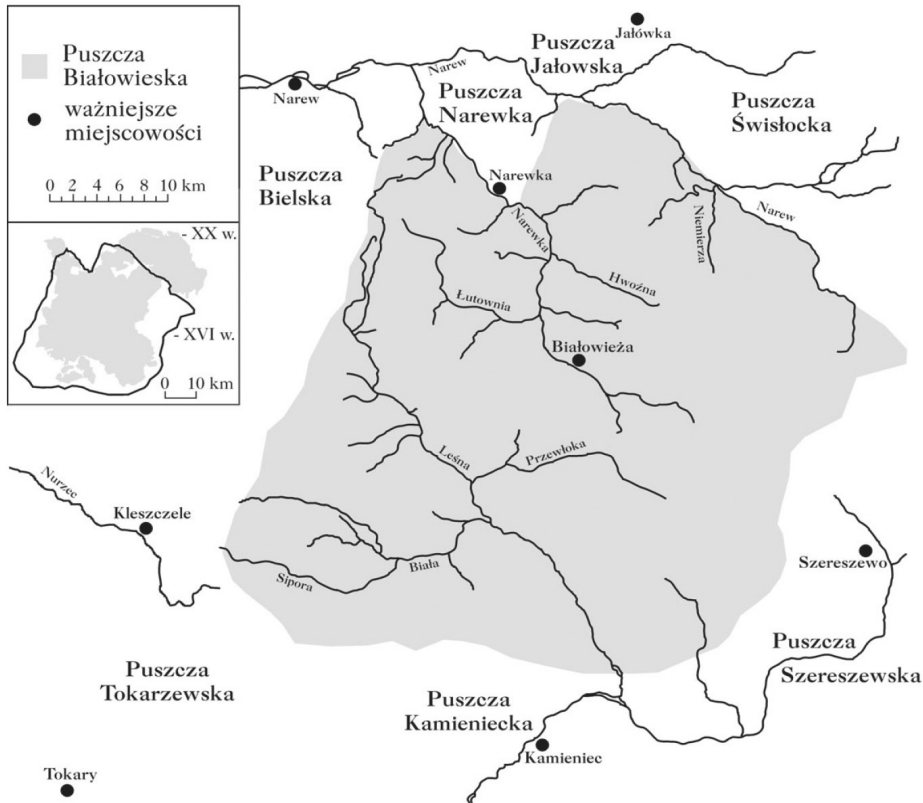 Puszcza
Białowieska
ważniejsze
miejscowości
0 2 4 6 8 10 km
- XX w.
- XVI w.
0 10 km
Jałówka
Puszcza
Jałowska
Narew
Narew
Puszcza
Narewka
Puszcza
Świsłocka
Puszcza
Bielska
Narewka
Narewka
Niemierza
Narew
Hwoźna
Łutownia
Białowieża
Leśna
Przewłoka
Nurzec
Kleszczele
Szereszewo
Biała
Sipora
Puszcza
Tokarzewska
Puszcza
Szereszewska
Puszcza
Kamieniecka
Kamieniec
Tokary